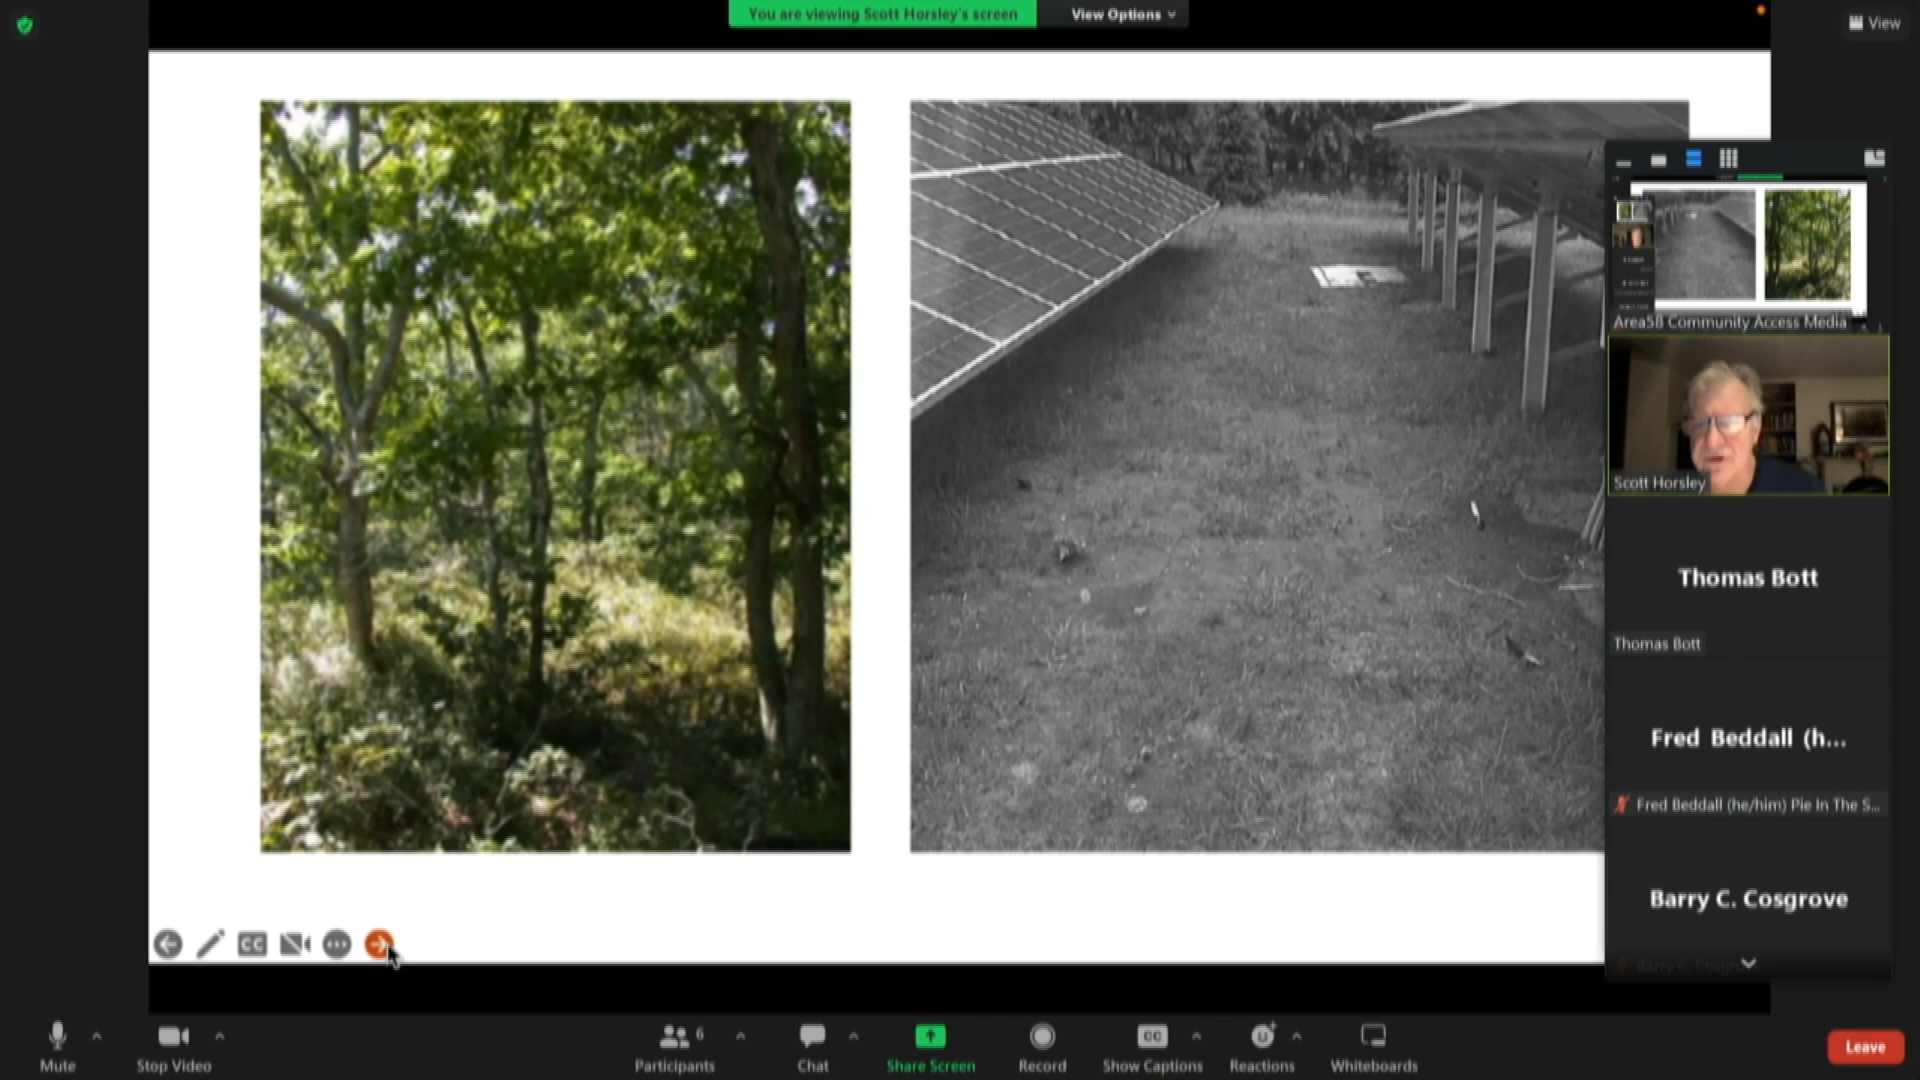 You are viewing Scott Horsley's screen
View Options
View
Area58 Community Access Media
Scott Horsley
Thomas Bott
Thomas Bott
Fred Beddall (h...
Fred Beddall (he/him) Pie In The S...
Barry C. Cosgrove
CC
Mute
Stop Video
Participants
6
Chat
Share Screen
Record
CC
Show Captions
Reactions
Whiteboards
Leave